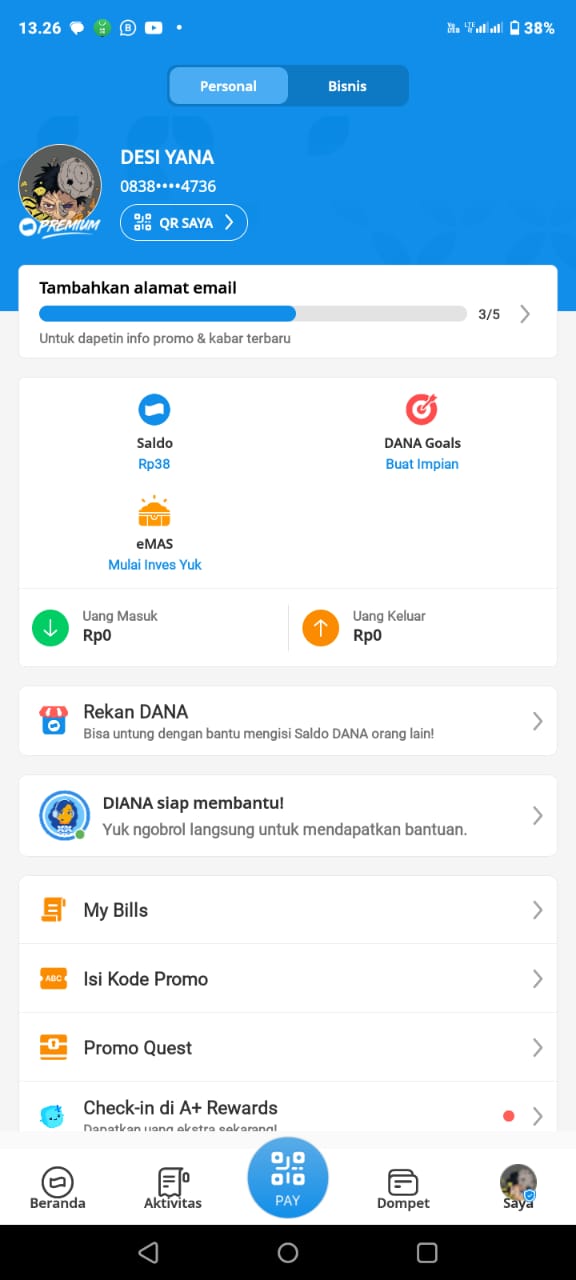 13.26
38%
Personal
Bisnis
DESI YANA
0838••••4736
PREMIUM
QR SAYA
Tambahkan alamat email
3/5
Untuk dapetin info promo & kabar terbaru
Saldo
Rp38
DANA Goals
Buat Impian
eMAS
Mulai Inves Yuk
Uang Masuk
Rp0
Uang Keluar
Rp0
Rekan DANA
Bisa untung dengan bantu mengisi Saldo DANA orang lain!
DIANA siap membantu!
Yuk ngobrol langsung untuk mendapatkan bantuan.
My Bills
ABC
Isi Kode Promo
Promo Quest
Check-in di A+ Rewards
Dapatkan uang ekstra sekarang!
PAY
Beranda
Aktivitas
Dompet
Saya